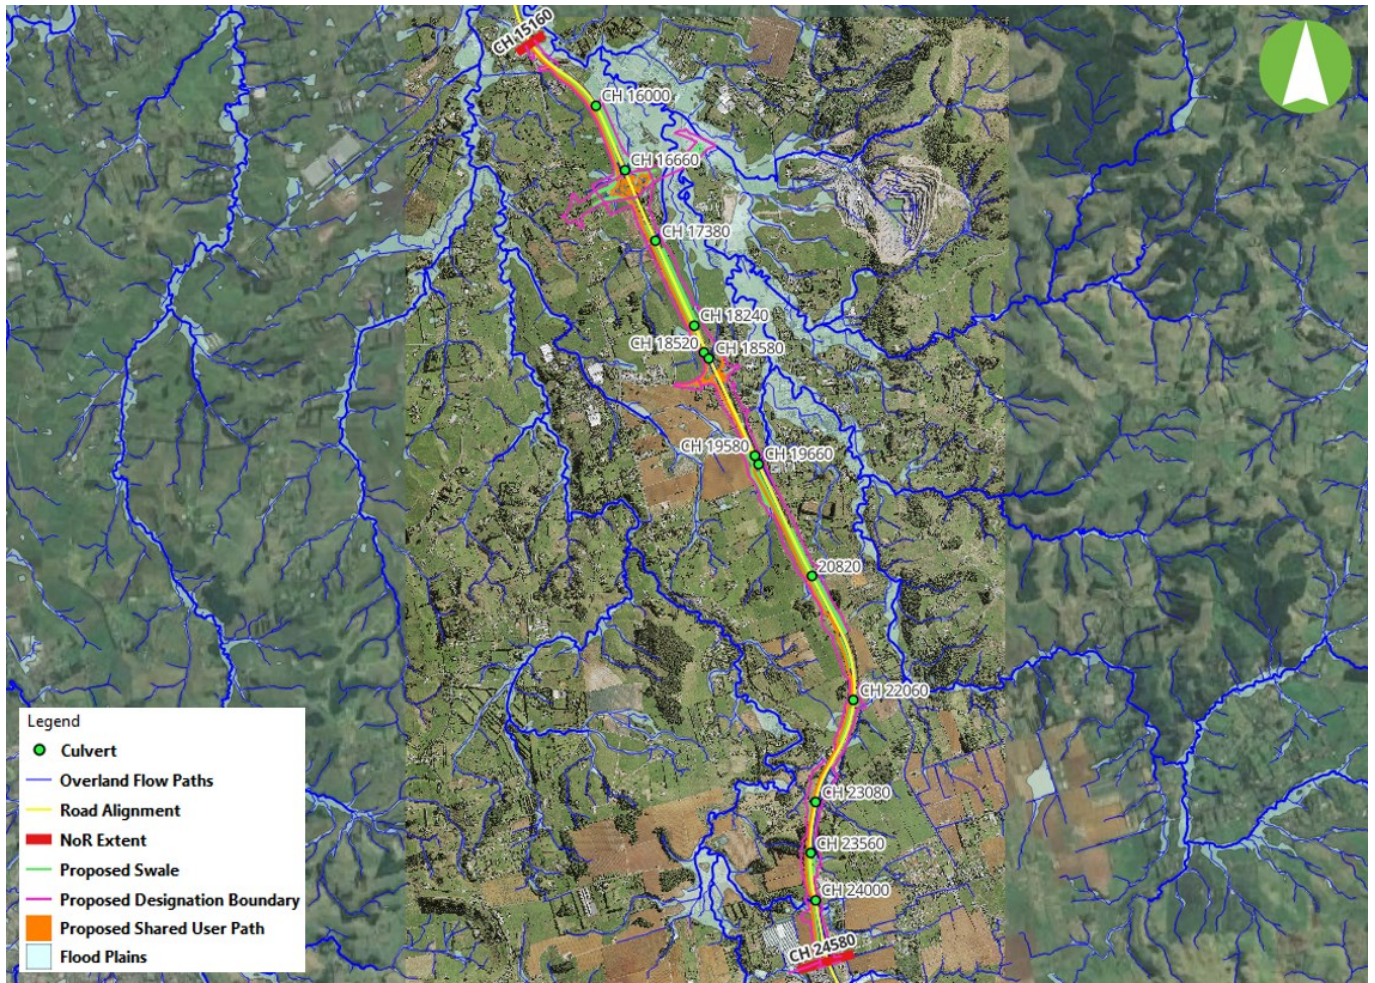 CH 15160
CH 16000
CH 16660
CH 17380
CH 18240
CH 18520
CH 18580
CH 19580
CH 19660
20820
CH 22060
CH 23080
CH 23560
CH 24000
CH 24580
Legend
Culvert
Overland Flow Paths
Road Alignment
NoR Extent
Proposed Swale
Proposed Designation Boundary
Proposed Shared User Path
Flood Plains